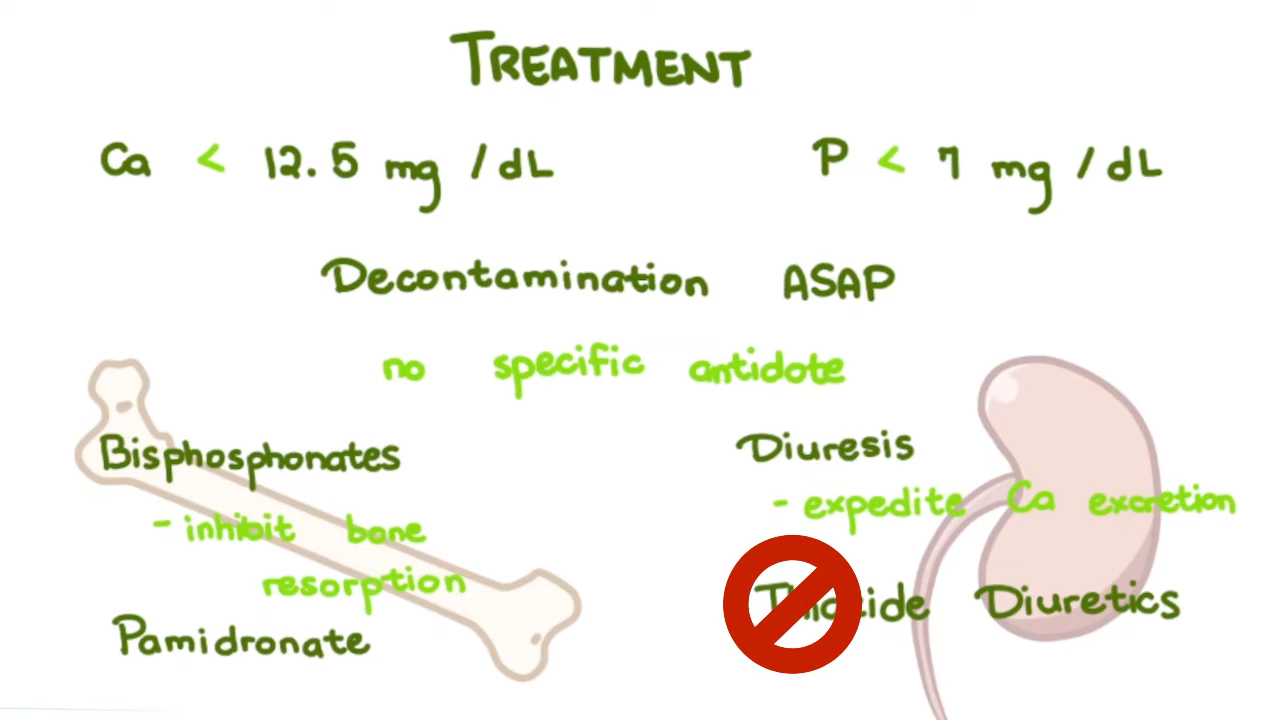 TREATMENT
Ca < 12.5 mg /dL
P < 7 mg /dL
Decontamination ASAP
no specific antidote
Bisphosphonates
- inhibit bone
resorption
Pamidronate
Diuresis
- expedite Ca excretion
Diuretics